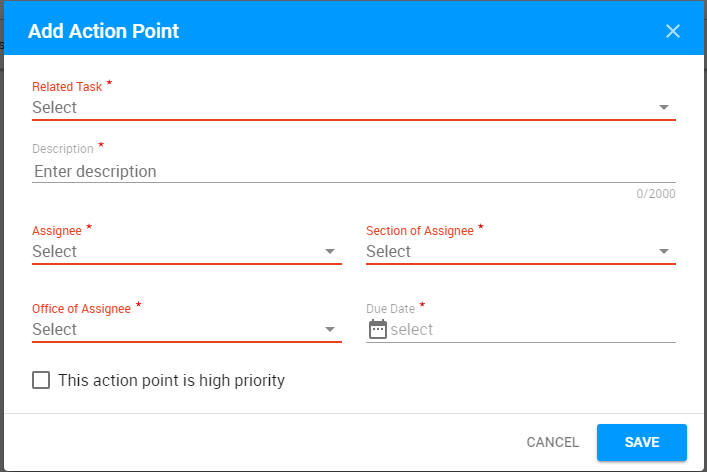 Add Action Point
Related Task *
Select
Description *
Enter description
0/2000
Assignee * Section of Assignee *
Select Select
Office of Assignee * Due Date *
Select select
This action point is high priority
CANCEL SAVE